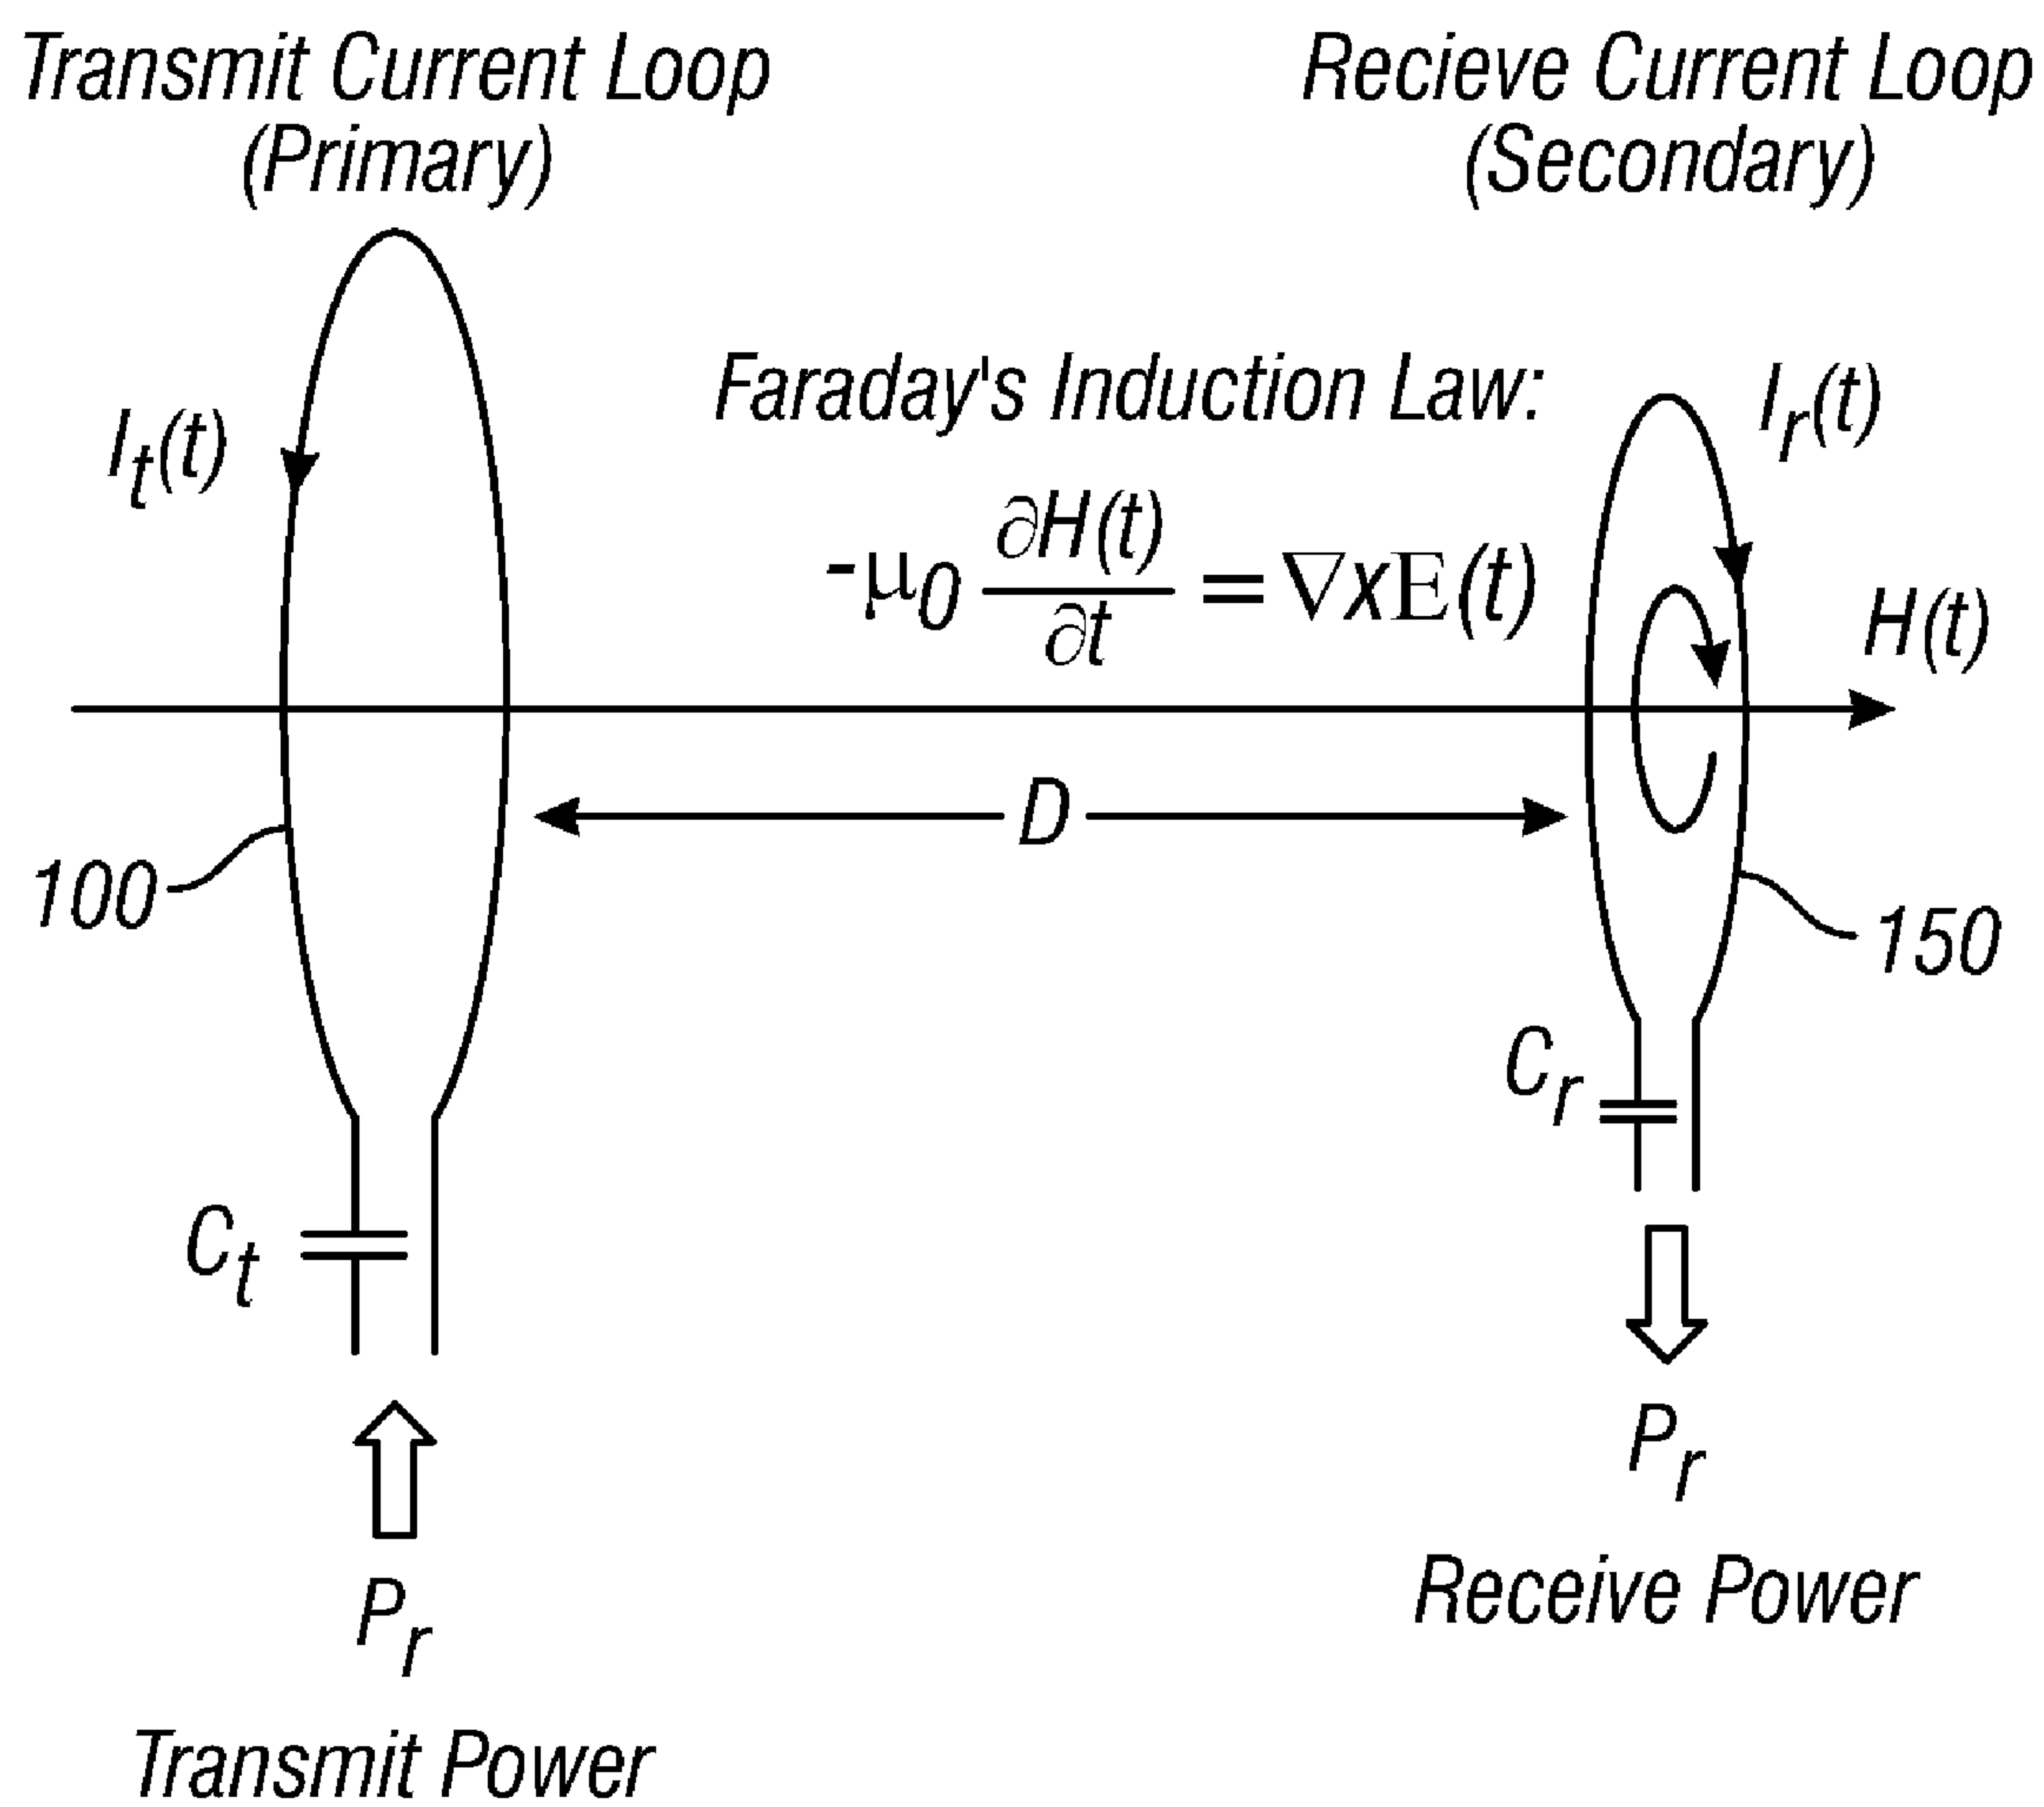 Transmit Current Loop
(Primary)
Recieve Current Loop
(Secondary)
I_t(t)
Faraday's Induction Law:
-μ_0 ∂H(t)/∂t = ∇xE(t)
I_r(t)
H(t)
D
100
150
C_r
C_t
P_r
Receive Power
P_r
Transmit Power